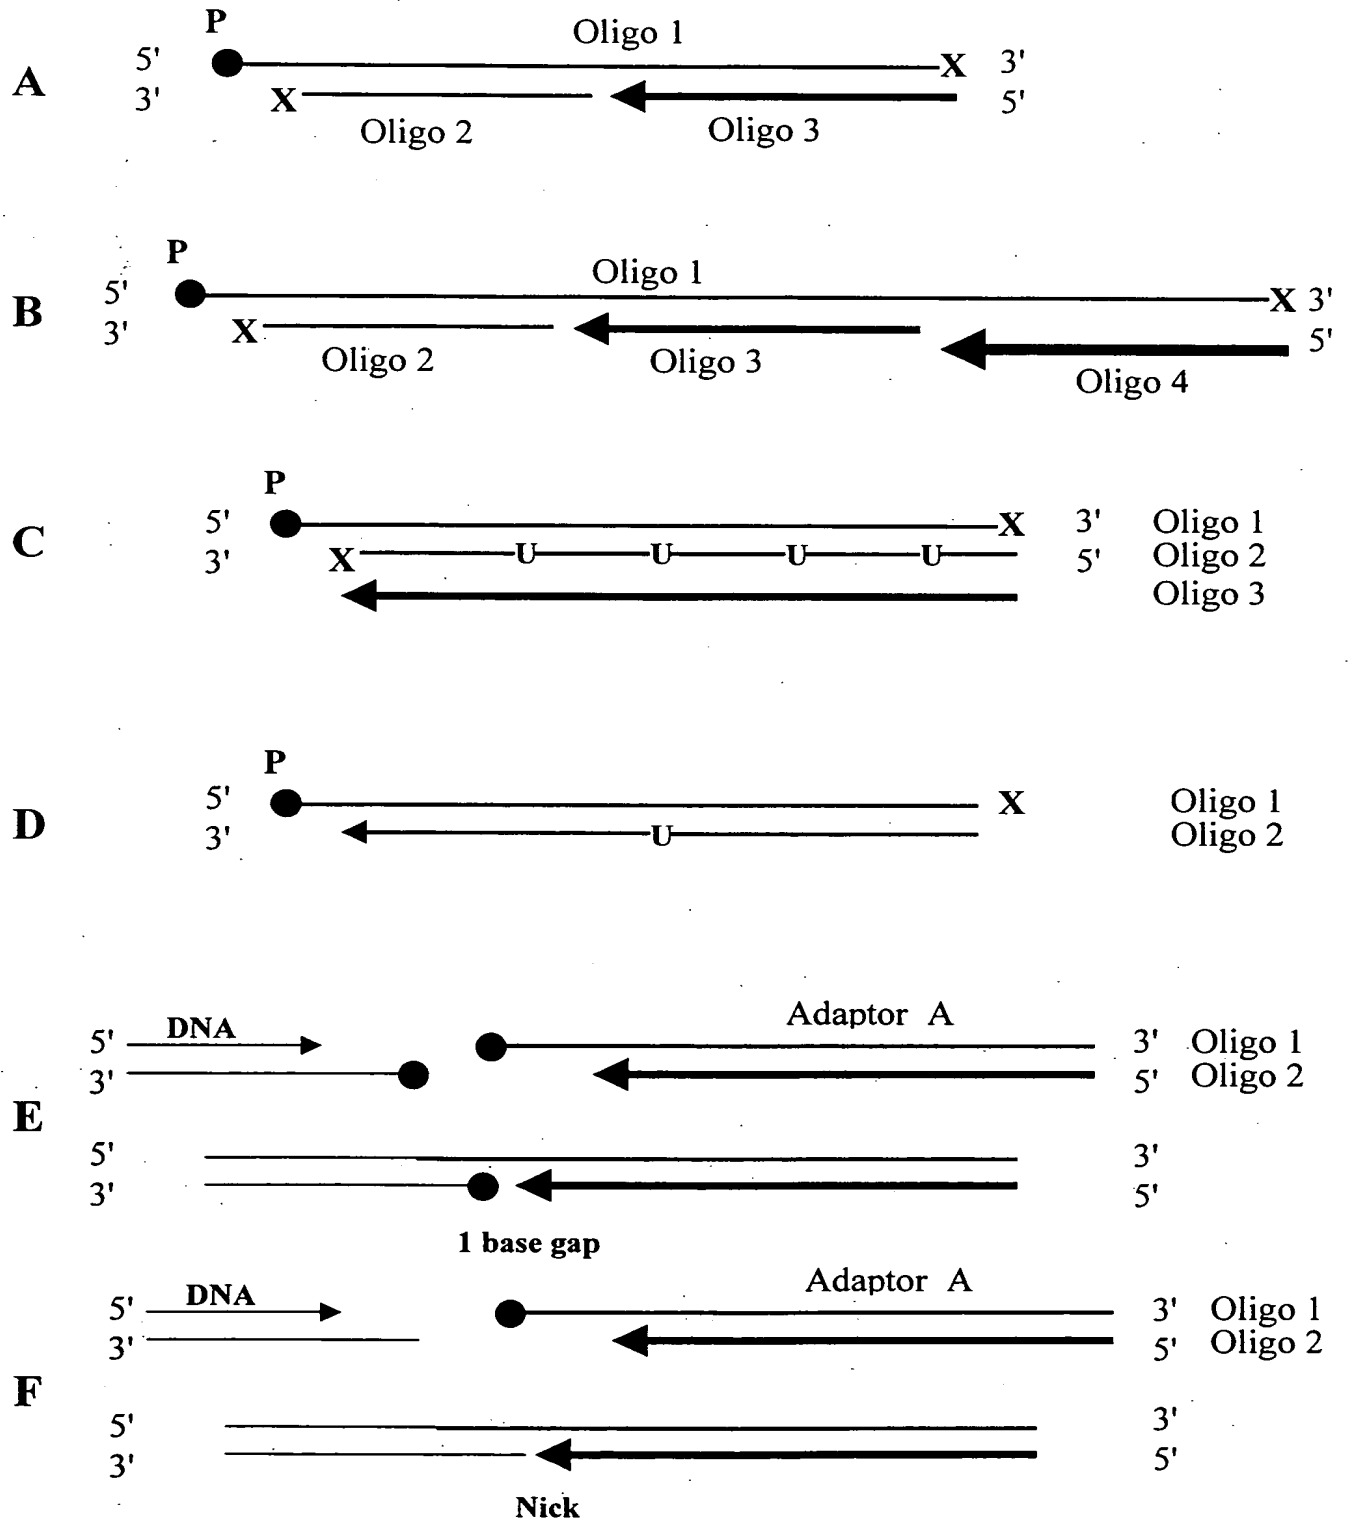 P
Oligo 1
A 5' X 3'
3' X 5'
Oligo 2 Oligo 3
P
Oligo 1
B 5' X 3'
3' X 5'
Oligo 2 Oligo 3 Oligo 4
P
C 5' X 3' Oligo 1
3' X U U U U 5' Oligo 2
Oligo 3
P
D 5' X Oligo 1
3' U Oligo 2
Adaptor A
5' DNA 3' Oligo 1
3' 5' Oligo 2
E
5' 3'
3' 5'
1 base gap
Adaptor A
5' DNA 3' Oligo 1
3' 5' Oligo 2
F
5' 3'
3' 5'
Nick